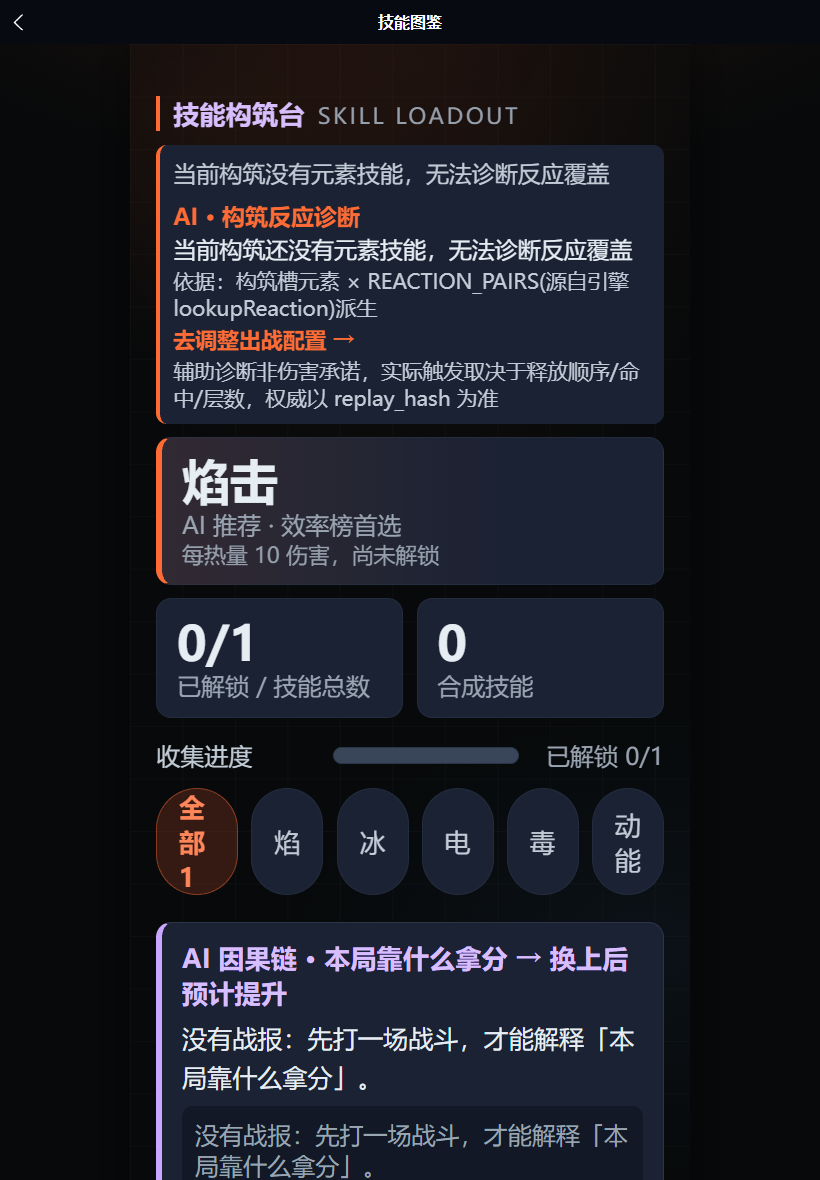 技能图鉴
技能构筑台 SKILL LOADOUT
当前构筑没有元素技能，无法诊断反应覆盖
AI · 构筑反应诊断
当前构筑还没有元素技能，无法诊断反应覆盖
依据：构筑槽元素 × REACTION_PAIRS(源自引擎
lookupReaction)派生
去调整出战配置 →
辅助诊断非伤害承诺，实际触发取决于释放顺序/命
中/层数，权威以 replay_hash 为准
焰击
AI 推荐 · 效率榜首选
每热量 10 伤害，尚未解锁
0/1
已解锁 / 技能总数
0
合成技能
收集进度
已解锁 0/1
全
部
1
焰
冰
电
毒
动
能
AI 因果链 · 本局靠什么拿分 → 换上后
预计提升
没有战报：先打一场战斗，才能解释「本
局靠什么拿分」。
没有战报：先打一场战斗，才能解释「本
局靠什么拿分」。